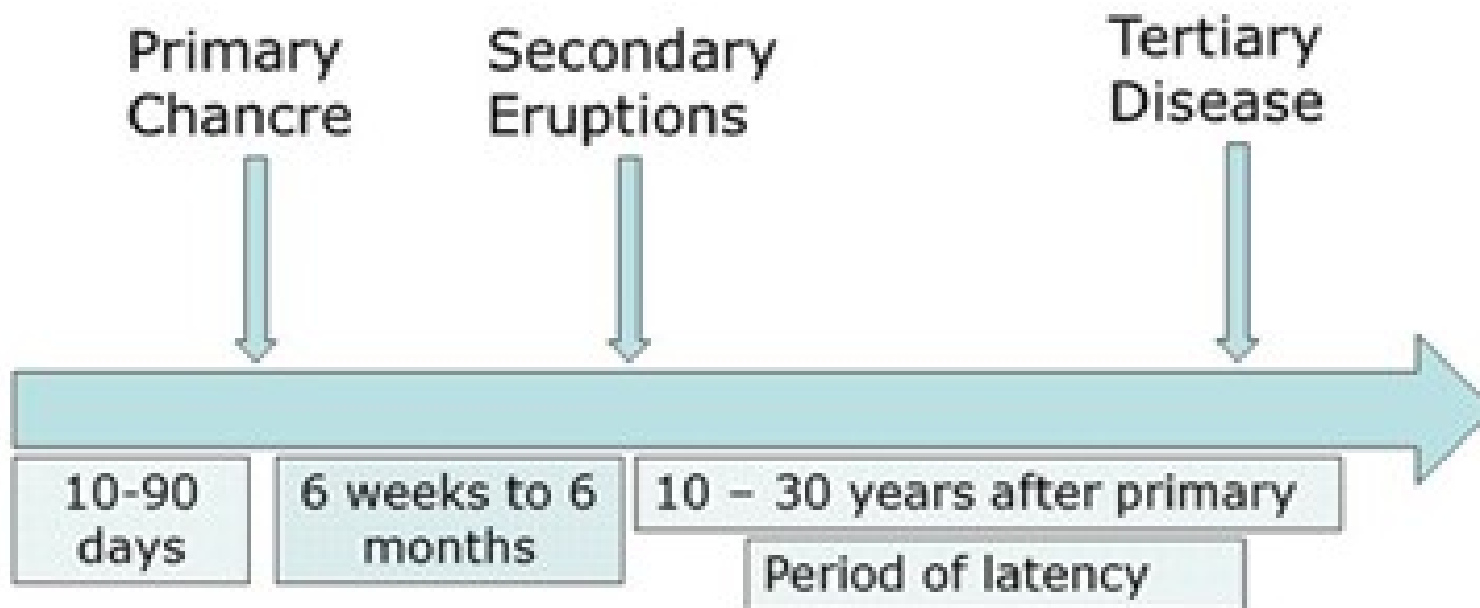 Primary
Chancre
Secondary
Eruptions
Tertiary
Disease
10-90
days
6 weeks to 6
months
10 – 30 years after primary
Period of latency